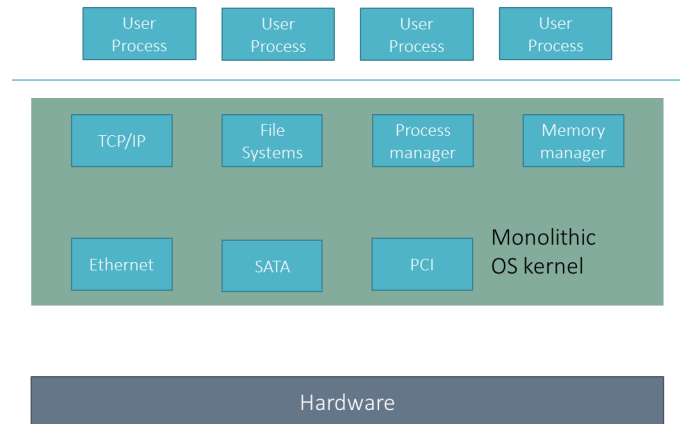 User
Process
User
Process
User
Process
User
Process
TCP/IP
File
Systems
Process
manager
Memory
manager
Ethernet
SATA
PCI
Monolithic
OS kernel
Hardware